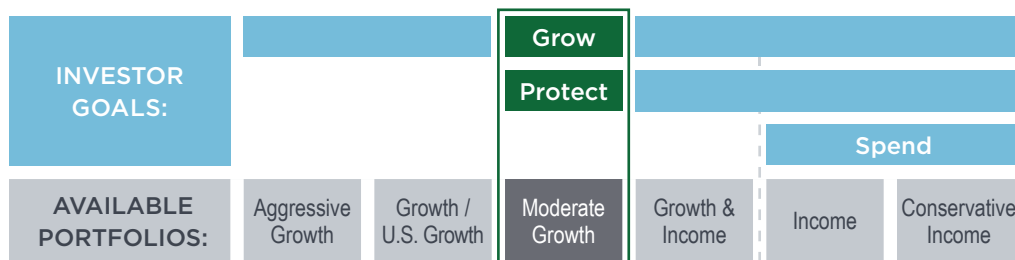 INVESTOR
GOALS:
Grow
Protect
Spend
AVAILABLE
PORTFOLIOS:
Aggressive
Growth
Growth /
U.S. Growth
Moderate
Growth
Growth &
Income
Income
Conservative
Income